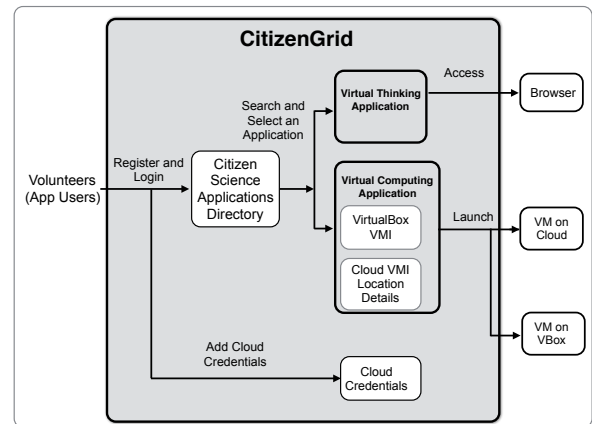 CitizenGrid
Volunteers
(App Users)
Register and
Login
Citizen
Science
Applications
Directory
Search and
Select an
Application
Virtual Thinking
Application
Access
Browser
Virtual Computing
Application
VirtualBox
VMI
Cloud VMI
Location
Details
Launch
VM on
Cloud
VM on
VBox
Add Cloud
Credentials
Cloud
Credentials